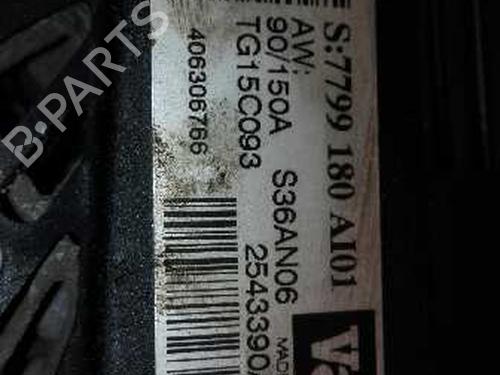 S:7799 180 AI01
AW:
90/150A S36AN06
TG15C093 2543390
406306766
MAD
Va
B-PARTS